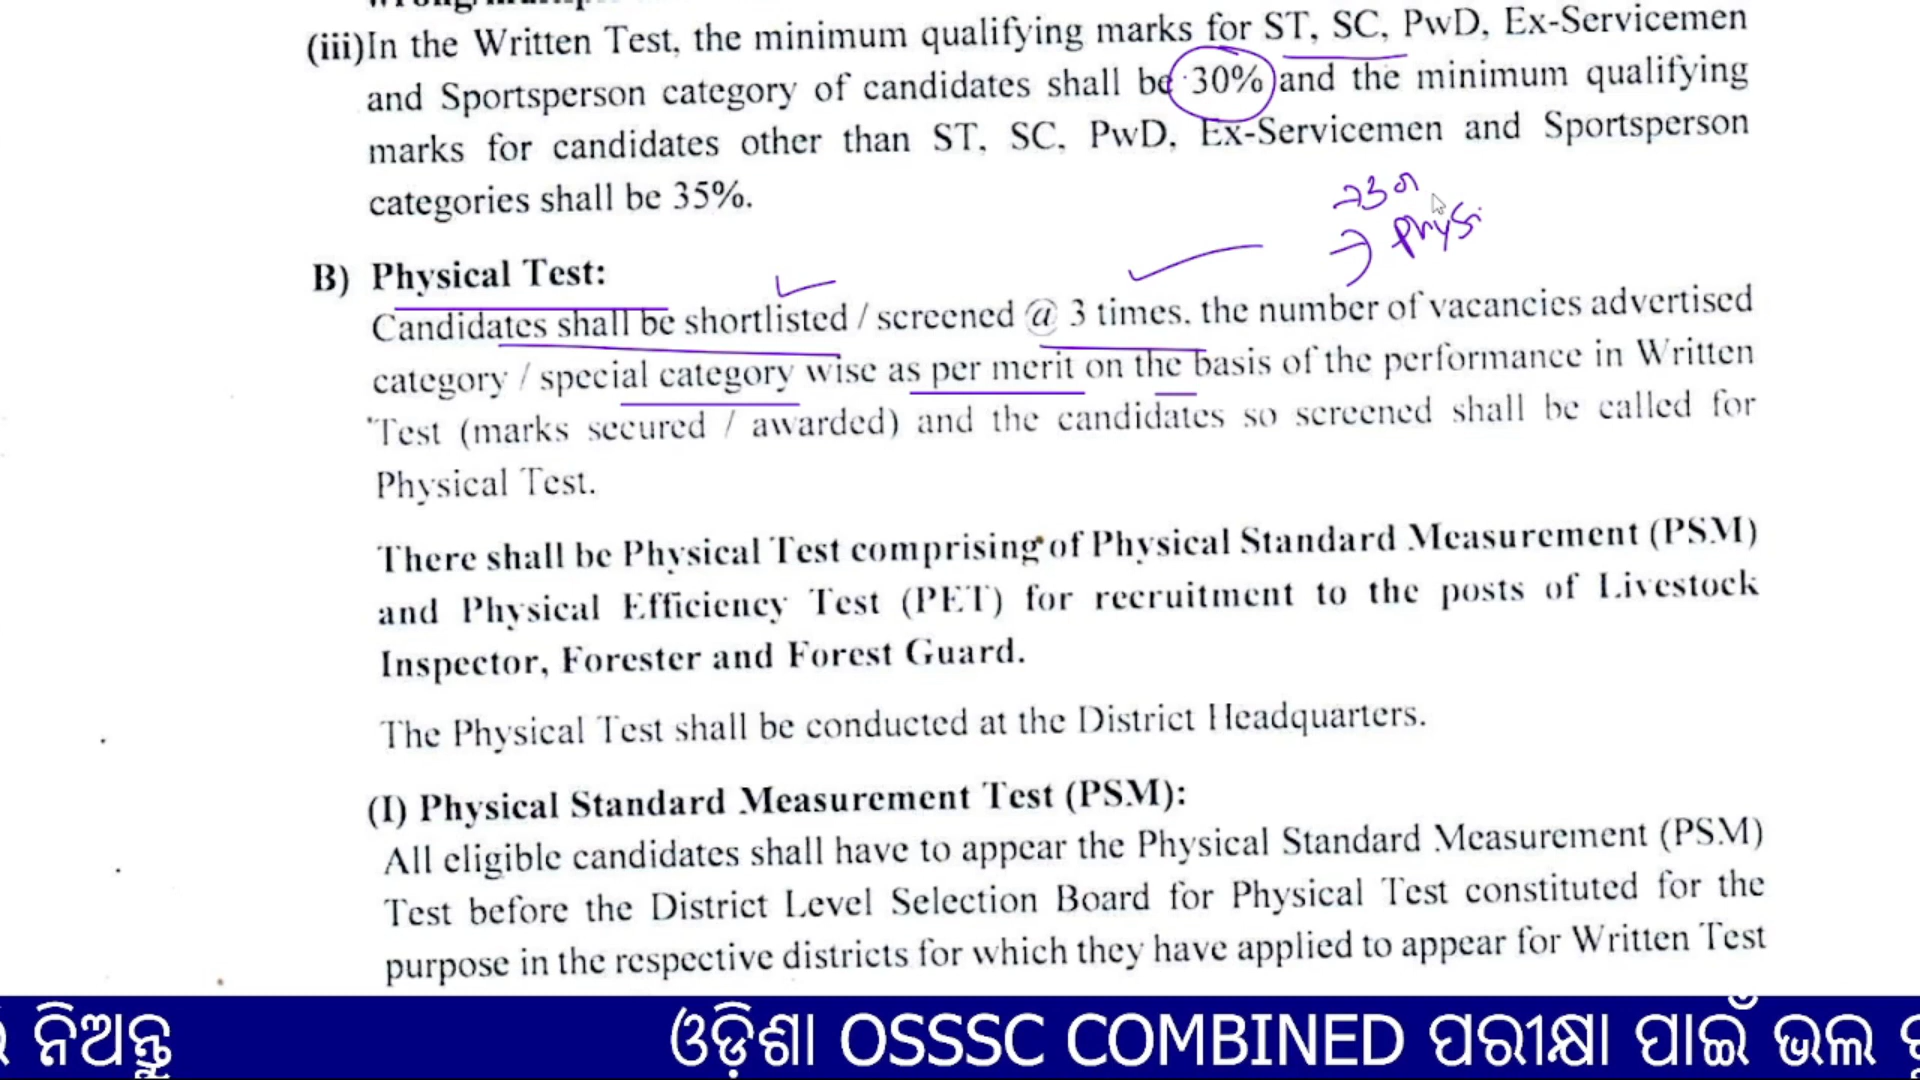 (iii)In the Written Test, the minimum qualifying marks for ST, SC, PwD, Ex-Servicemen
and Sportsperson category of candidates shall be 30% and the minimum qualifying
marks for candidates other than ST, SC, PwD, Ex-Servicemen and Sportsperson
categories shall be 35%.
Physi
B) Physical Test:
Candidates shall be shortlisted / screened @ 3 times. the number of vacancies advertised
category / special category wise as per merit on the basis of the performance in Written
Test (marks secured / awarded) and the candidates so screened shall be called for
Physical Test.
There shall be Physical Test comprising of Physical Standard Measurement (PSM)
and Physical Efficiency Test (PET) for recruitment to the posts of Livestock
Inspector, Forester and Forest Guard.
The Physical Test shall be conducted at the District Headquarters.
(I) Physical Standard Measurement Test (PSM):
All eligible candidates shall have to appear the Physical Standard Measurement (PSM)
Test before the District Level Selection Board for Physical Test constituted for the
purpose in the respective districts for which they have applied to appear for Written Test
ନିଅନ୍ତୁ ଓଡ଼ିଶା OSSSC COMBINED ପରୀକ୍ଷା ପାଇଁ ଭଲ